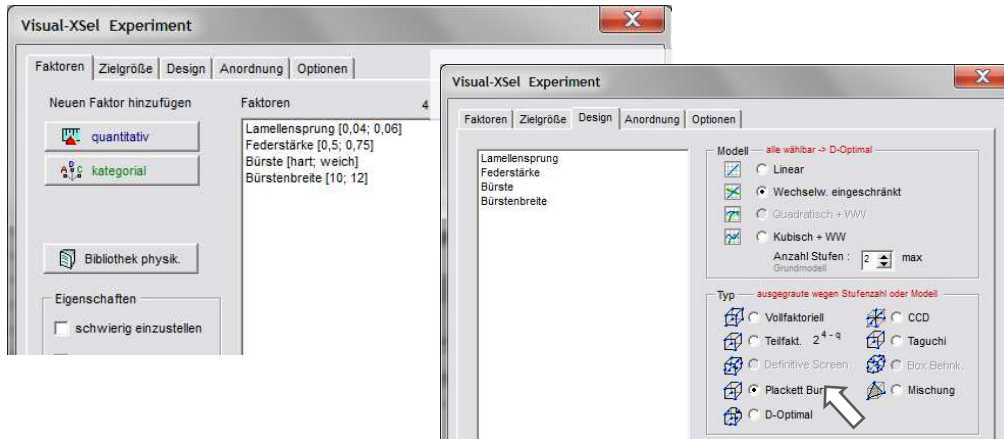 Visual-XSel Experiment
Faktoren Zielgröße Design Anordnung Optionen
Neuen Faktor hinzufügen
quantitativ
kategorial
Bibliothek physik.
Eigenschaften
schwierig einzustellen
Faktoren 4
Lamellensprung [0,04; 0,06]
Federstärke [0,5; 0,75]
Bürste [hart; weich]
Bürstenbreite [10; 12]
Visual-XSel Experiment
Faktoren Zielgröße Design Anordnung Optionen
Lamellensprung
Federstärke
Bürste
Bürstenbreite
Modell alle wählbar -> D-Optimal
Linear
Wechselw. eingeschränkt
Quadratisch + WW
Kubisch + WW
Anzahl Stufen : 2 max
Grundmodell
Typ ausgegraute wegen Stufenzahl oder Modell
Vollfaktoriell CCD
Teilfakt. 2^4-q Taguchi
Definitive Screen. Box Behnk.
Plackett Mischung
D-Optimal